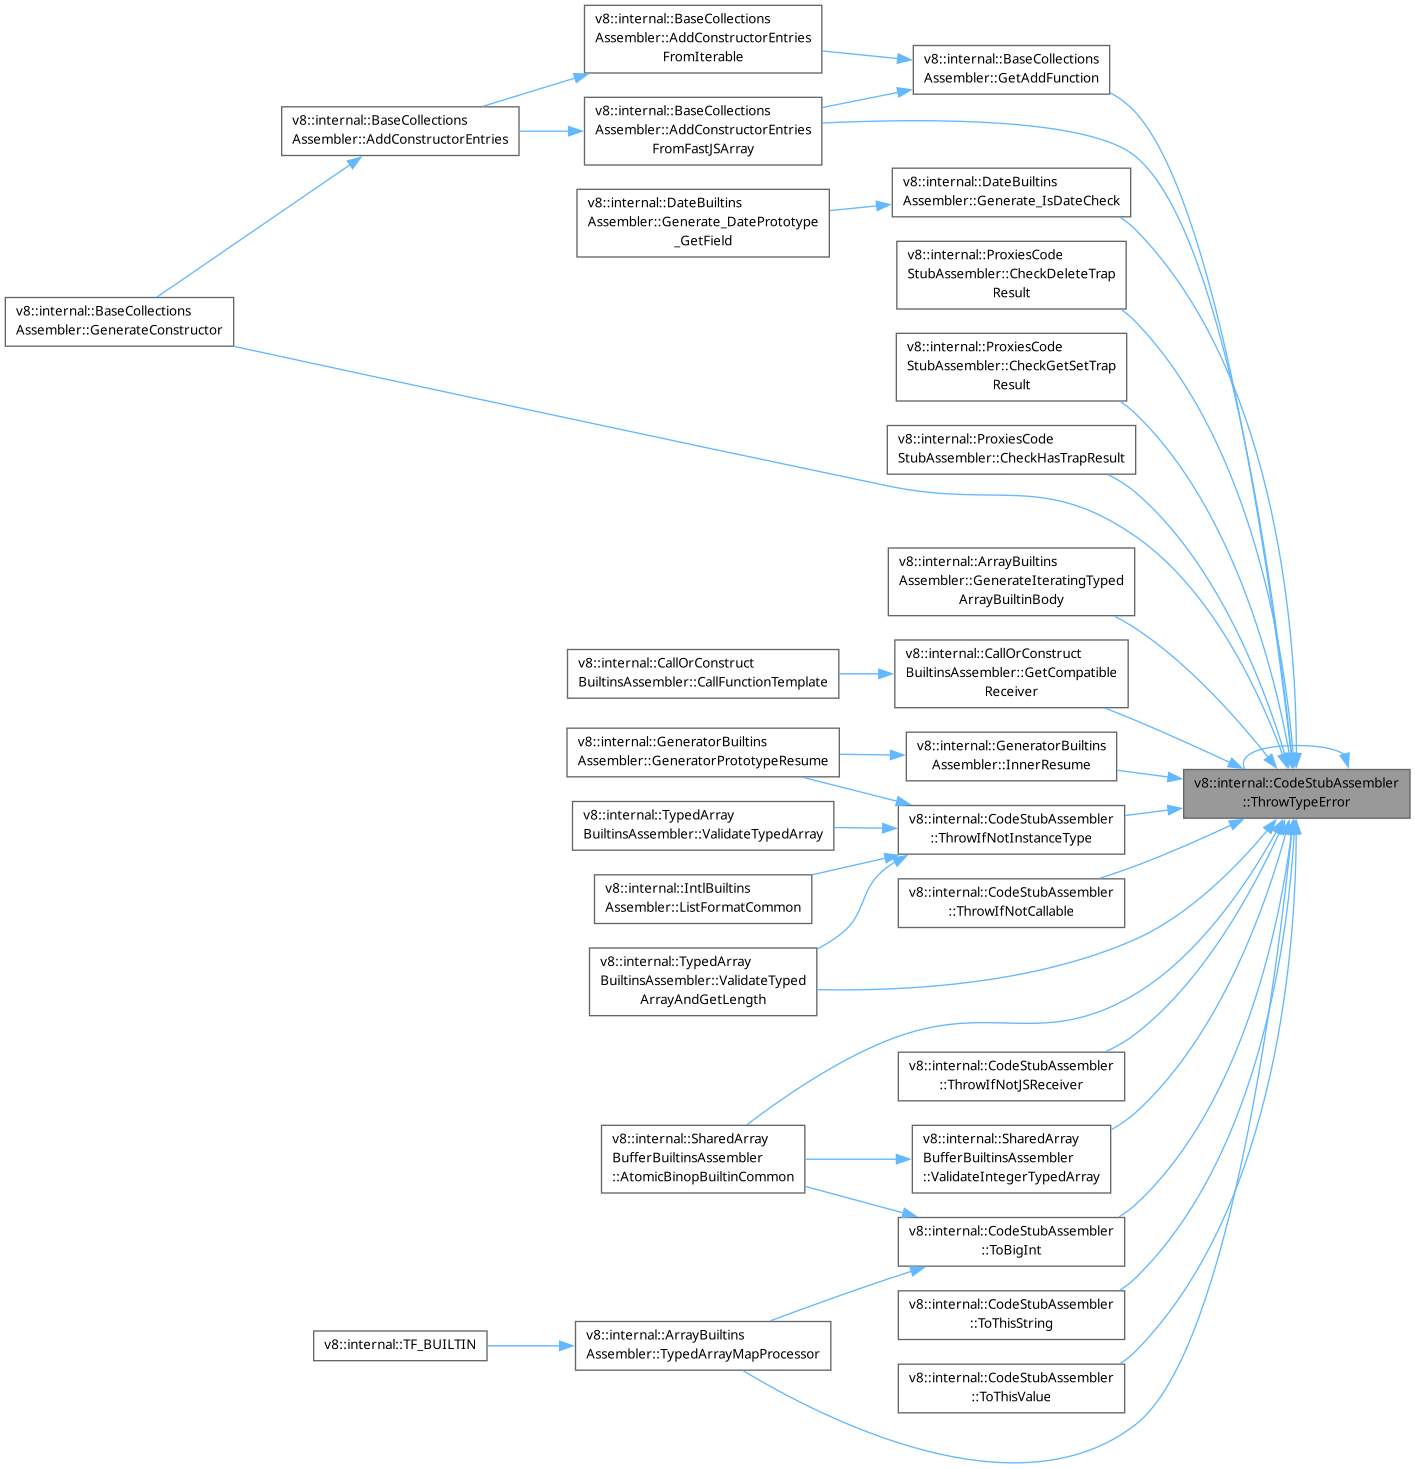 v8::internal::BaseCollections
Assembler::AddConstructorEntries
FromIterable
v8::internal::BaseCollections
Assembler::GetAddFunction
v8::internal::BaseCollections
Assembler::AddConstructorEntries
v8::internal::BaseCollections
Assembler::AddConstructorEntries
FromFastJSArray
v8::internal::DateBuiltins
Assembler::Generate_IsDateCheck
v8::internal::DateBuiltins
Assembler::Generate_DatePrototype
_GetField
v8::internal::ProxiesCode
StubAssembler::CheckDeleteTrap
Result
v8::internal::BaseCollections
Assembler::GenerateConstructor
v8::internal::ProxiesCode
StubAssembler::CheckGetSetTrap
Result
v8::internal::ProxiesCode
StubAssembler::CheckHasTrapResult
v8::internal::ArrayBuiltins
Assembler::GenerateIteratingTyped
ArrayBuiltinBody
v8::internal::CallOrConstruct
BuiltinsAssembler::CallFunctionTemplate
v8::internal::CallOrConstruct
BuiltinsAssembler::GetCompatible
Receiver
v8::internal::GeneratorBuiltins
Assembler::GeneratorPrototypeResume
v8::internal::GeneratorBuiltins
Assembler::InnerResume
v8::internal::CodeStubAssembler
::ThrowTypeError
v8::internal::TypedArray
BuiltinsAssembler::ValidateTypedArray
v8::internal::CodeStubAssembler
::ThrowIfNotInstanceType
v8::internal::IntlBuiltins
Assembler::ListFormatCommon
v8::internal::CodeStubAssembler
::ThrowIfNotCallable
v8::internal::TypedArray
BuiltinsAssembler::ValidateTyped
ArrayAndGetLength
v8::internal::CodeStubAssembler
::ThrowIfNotJSReceiver
v8::internal::SharedArray
BufferBuiltinsAssembler
::AtomicBinopBuiltinCommon
v8::internal::SharedArray
BufferBuiltinsAssembler
::ValidateIntegerTypedArray
v8::internal::CodeStubAssembler
::ToBigInt
v8::internal::CodeStubAssembler
::ToThisString
v8::internal::TF_BUILTIN
v8::internal::ArrayBuiltins
Assembler::TypedArrayMapProcessor
v8::internal::CodeStubAssembler
::ToThisValue